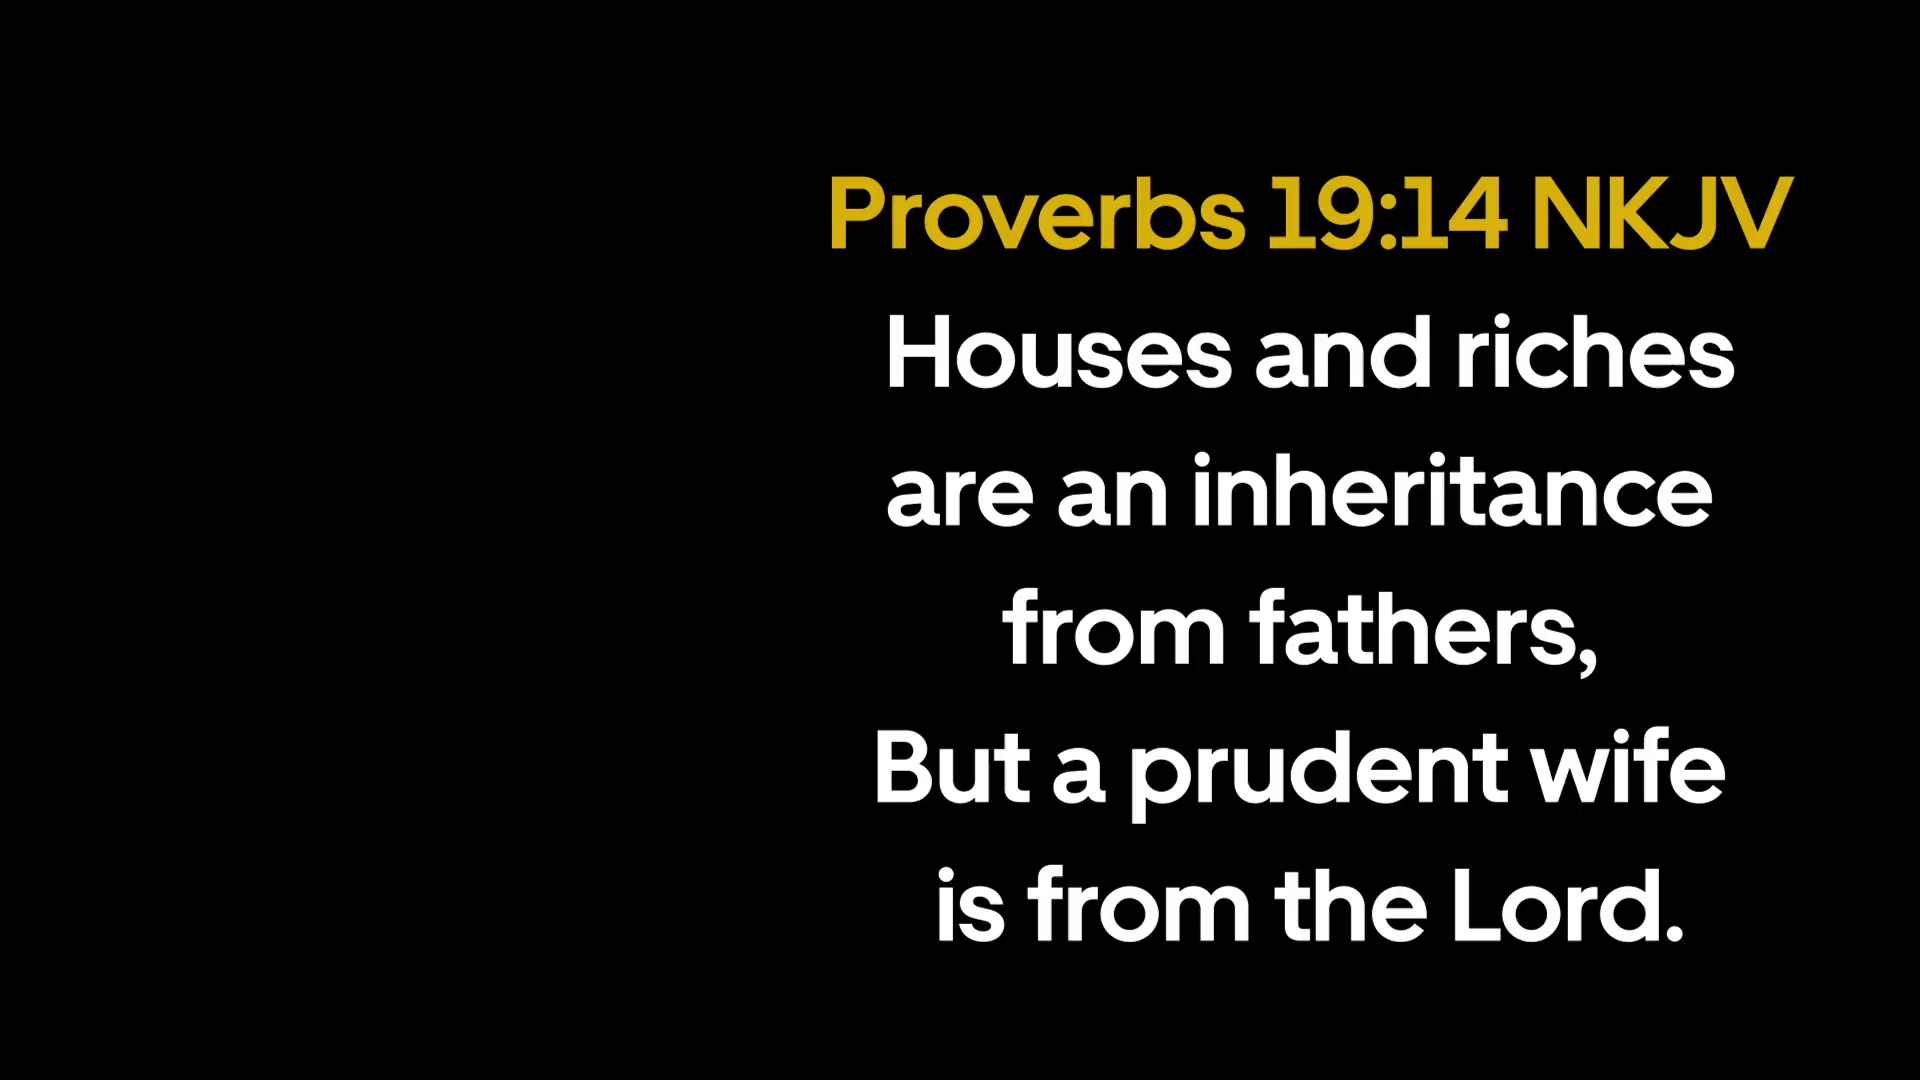 Proverbs 19:14 NKJV
Houses and riches
are an inheritance
from fathers,
But a prudent wife
is from the Lord.